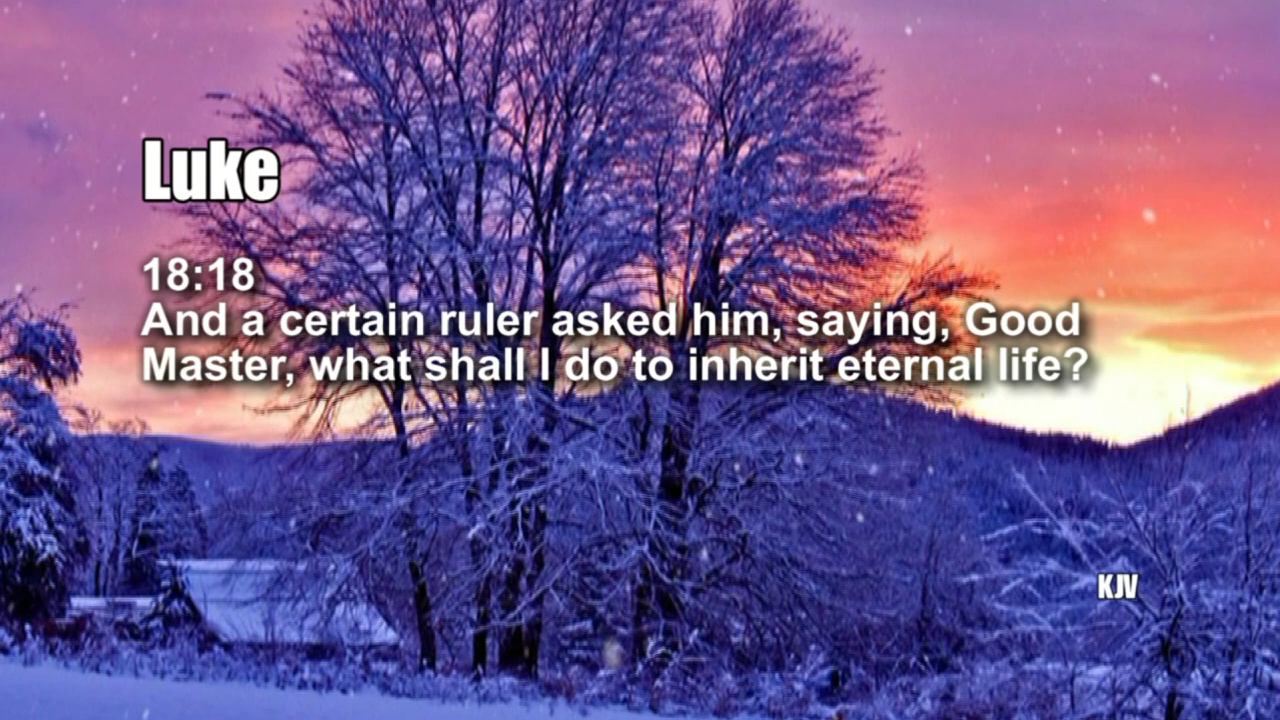 Luke
18:18
And a certain ruler asked him, saying, Good
Master, what shall I do to inherit eternal life?
KJV